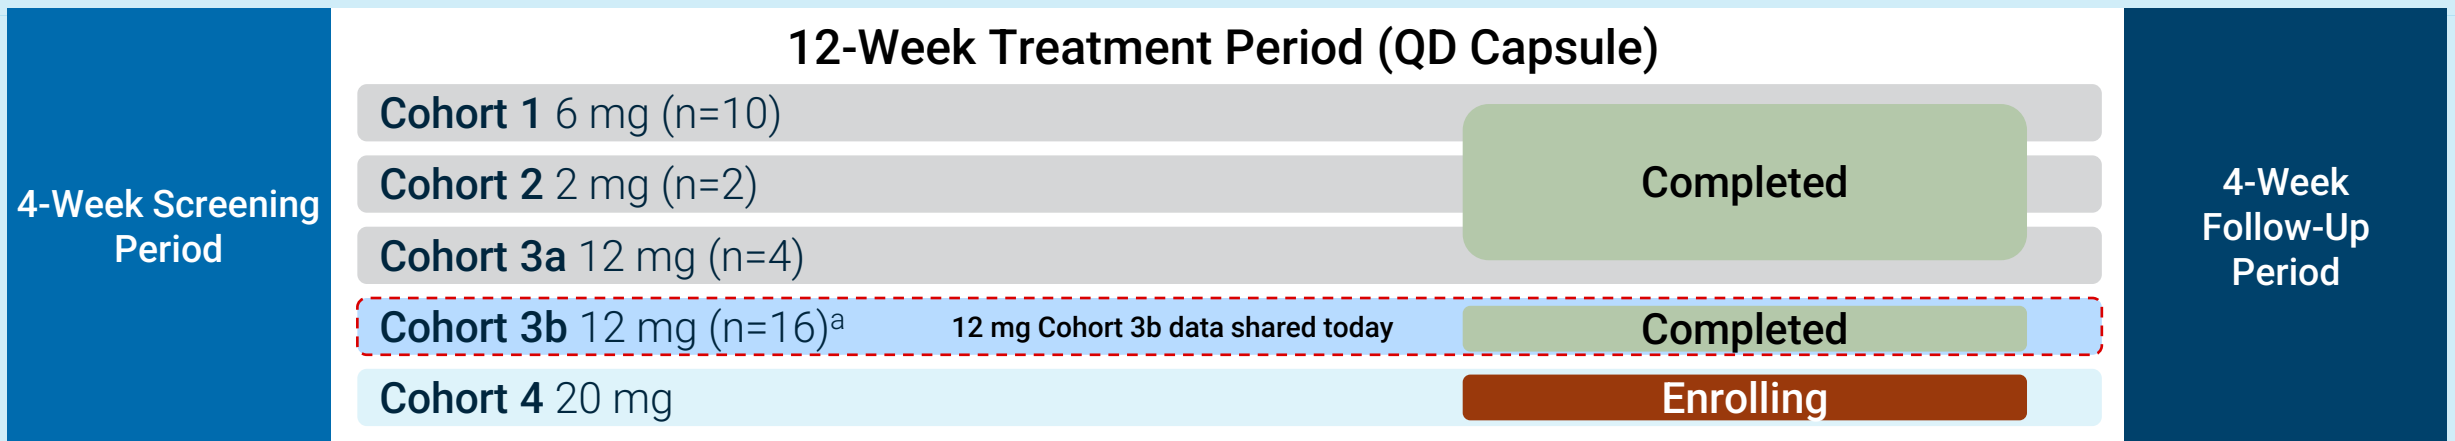 4-Week Screening
Period
12-Week Treatment Period (QD Capsule)
Cohort 1 6 mg (n=10)
Cohort 2 2 mg (n=2)
Cohort 3a 12 mg (n=4)
Completed
Cohort 3b 12 mg (n=16)ᵃ
12 mg Cohort 3b data shared today
Completed
Cohort 4 20 mg
Enrolling
4-Week
Follow-Up
Period